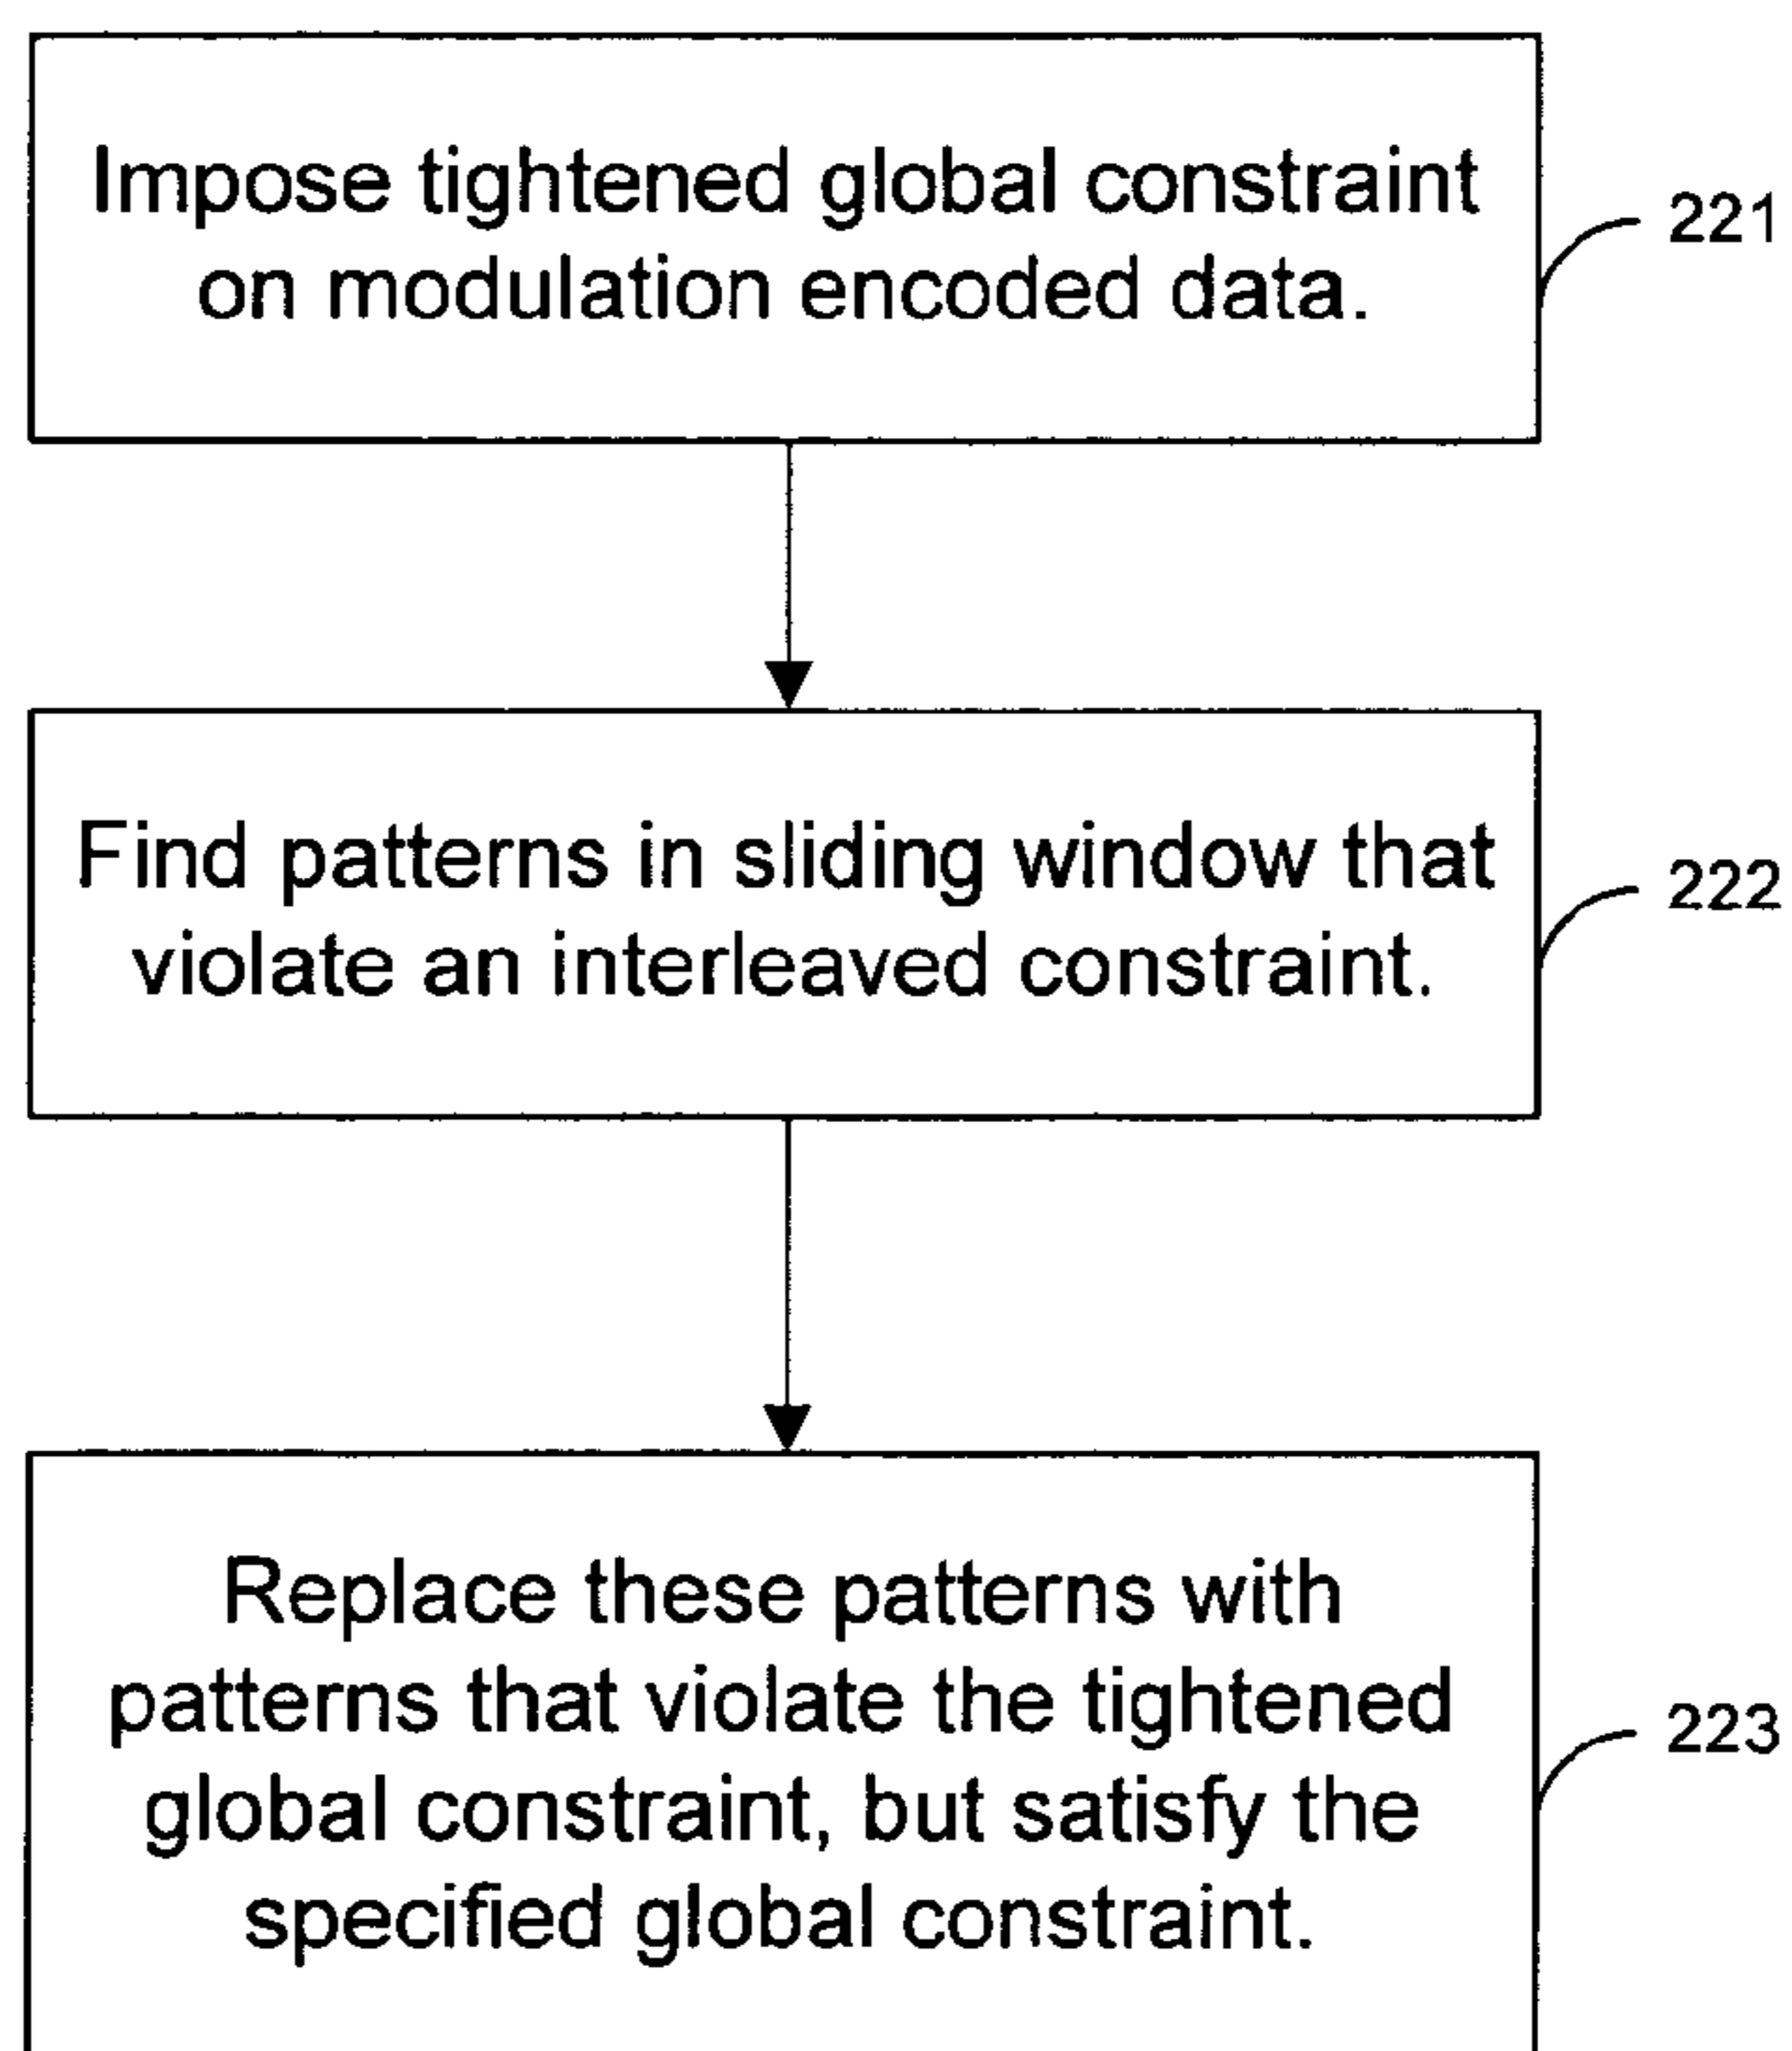 Impose tightened global constraint
on modulation encoded data.
221
Find patterns in sliding window that
violate an interleaved constraint.
222
Replace these patterns with
patterns that violate the tightened
global constraint, but satisfy the
specified global constraint.
223